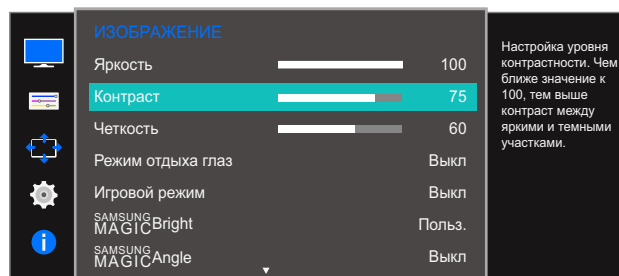 ИЗОБРАЖЕНИЕ
Яркость 100
Контраст 75
Четкость 60
Режим отдыха глаз Выкл
Игровой режим Выкл
SAMSUNG MAGIC Bright Польз.
SAMSUNG MAGIC Angle Выкл
Настройка уровня
контрастности. Чем
ближе значение к
100, тем выше
контраст между
яркими и темными
участками.